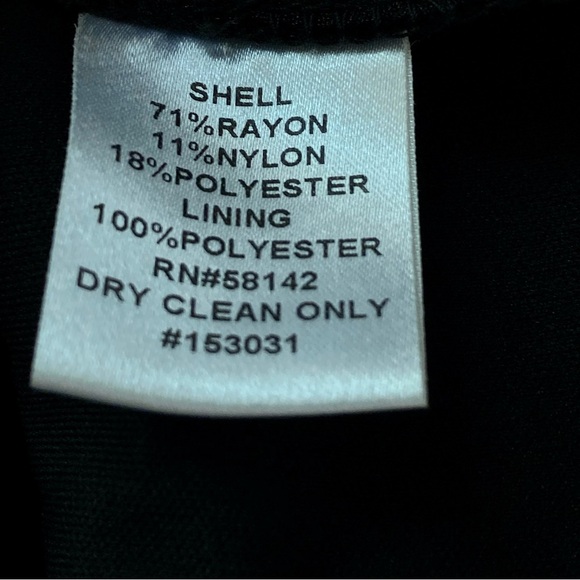 SHELL
71%RAYON
11%NYLON
18%POLYESTER
LINING
100%POLYESTER
RN#58142
DRY CLEAN ONLY
#153031